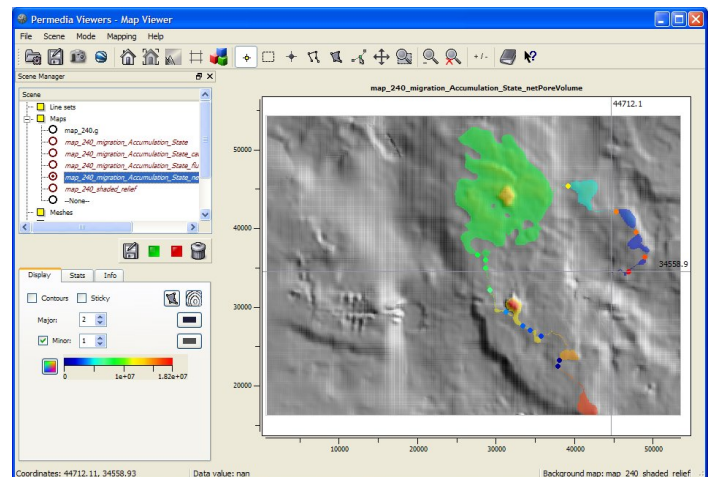 Permedia Viewers - Map Viewer
File Scene Mode Mapping Help
+/-
Scene Manager
Scene
Line sets
Maps
map_240.g
map_240_migration_Accumulation_State
map_240_migration_Accumulation_State_ca
map_240_migration_Accumulation_State_flu
map_240_migration_Accumulation_State_ne
map_240_shaded_relief
--None--
Meshes
Display Stats Info
Contours Sticky
Major: 2
Minor: 1
0 1e+07 1.82e+07
map_240_migration_Accumulation_State_netPoreVolume
44712.1
50000
40000
34558.9
30000
20000
10000 20000 30000 40000 50000
Coordinates: 44712.11, 34558.93 Data value: nan Background map: map_240_shaded_relief